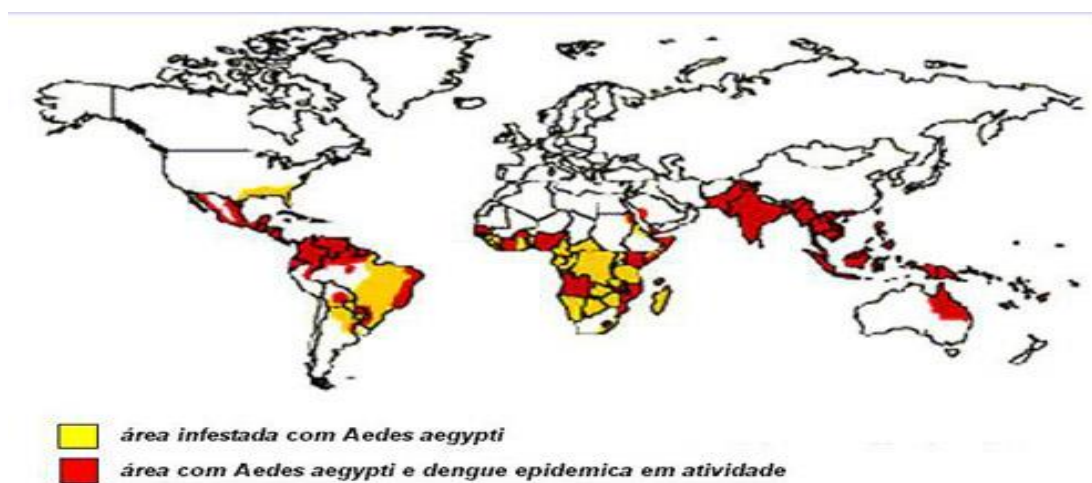 área infestada com Aedes aegypti
área com Aedes aegypti e dengue epidemica em atividade